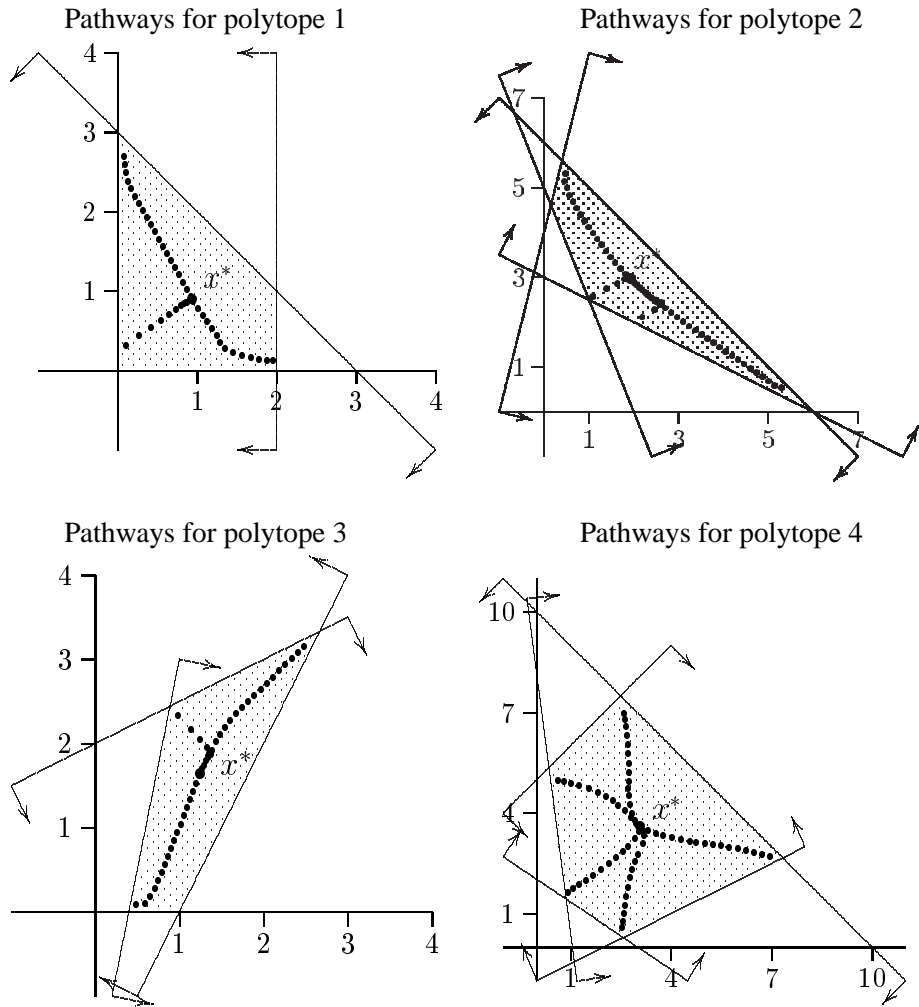 Pathways for polytope 1
4
3
2
1
x*
1 2 3 4
Pathways for polytope 2
7
5
3
1
x*
1 3 5 7
Pathways for polytope 3
4
3
2
1
x*
1 2 3 4
Pathways for polytope 4
10
7
4
1
x*
1 4 7 10